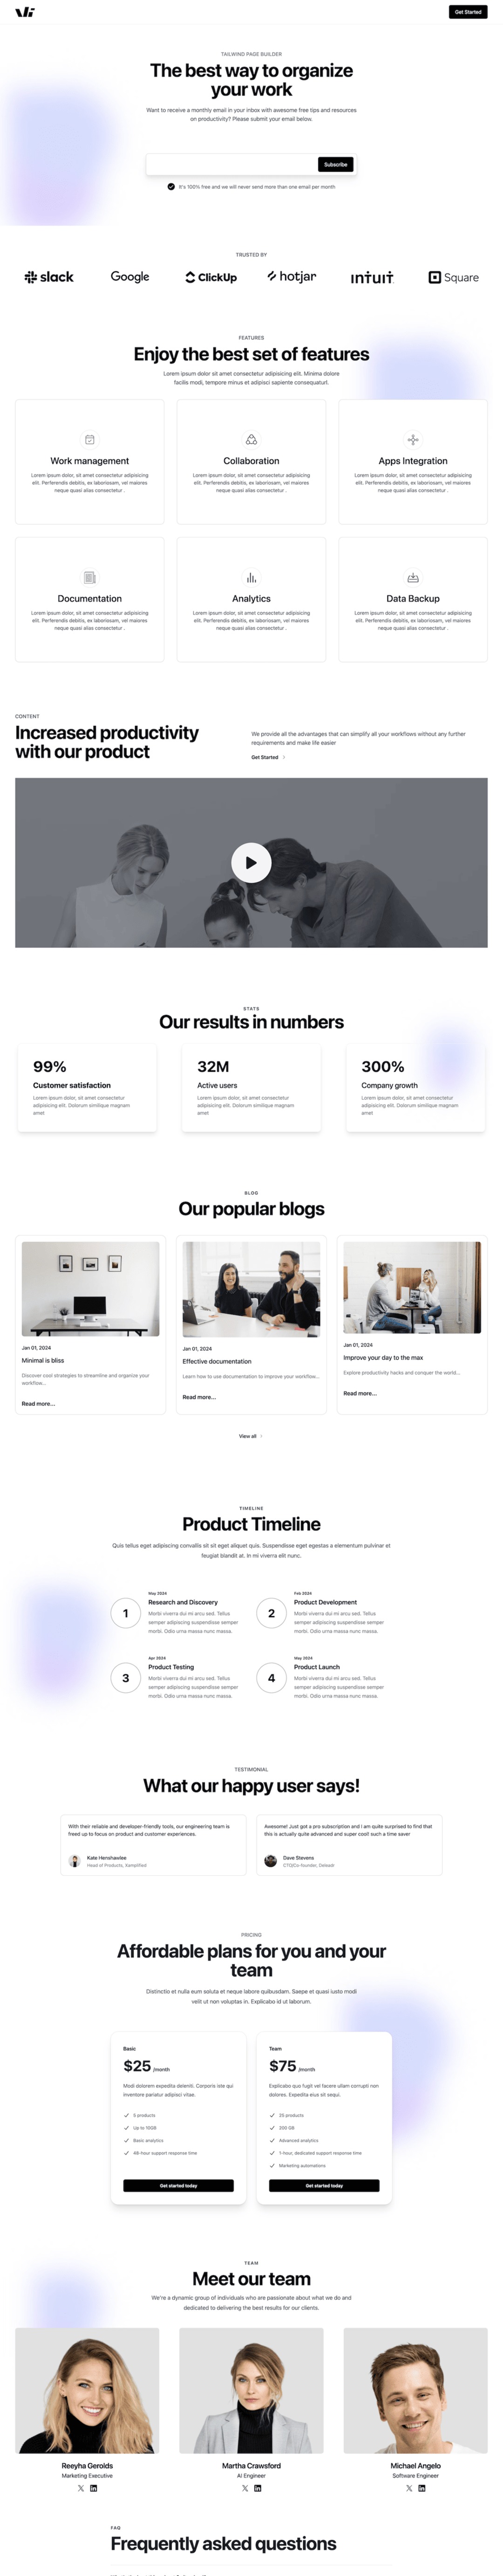 Get Started
TAILWIND PAGE BUILDER
The best way to organize
your work
Want to receive a monthly email in your inbox with awesome free tips and resources
on productivity? Please submit your email below.
Subscribe
It's 100% free and we will never send more than one email per month
TRUSTED BY
slack
Google
ClickUp
hotjar
INTUIT
Square
FEATURES
Enjoy the best set of features
Lorem ipsum dolor, sit amet consectetur adipisicing elit. Minima dolore
facilis modi, tempore minus et adipisci sapiente consequatur.
Work management
Lorem ipsum dolor, sit amet consectetur adipisicing
elit. Perferendis debitis, ex laboriosam, vel maiores
neque quasi alias consectetur .
Collaboration
Lorem ipsum dolor, sit amet consectetur adipisicing
elit. Perferendis debitis, ex laboriosam, vel maiores
neque quasi alias consectetur .
Apps Integration
Lorem ipsum dolor, sit amet consectetur adipisicing
elit. Perferendis debitis, ex laboriosam, vel maiores
neque quasi alias consectetur .
Documentation
Lorem ipsum dolor, sit amet consectetur adipisicing
elit. Perferendis debitis, ex laboriosam, vel maiores
neque quasi alias consectetur .
Analytics
Lorem ipsum dolor, sit amet consectetur adipisicing
elit. Perferendis debitis, ex laboriosam, vel maiores
neque quasi alias consectetur .
Data Backup
Lorem ipsum dolor, sit amet consectetur adipisicing
elit. Perferendis debitis, ex laboriosam, vel maiores
neque quasi alias consectetur .
CONTENT
Increased productivity
with our product
We provide all the advantages that can simplify all your workflows without any further
requirements and make life easier
Get Started
STATS
Our results in numbers
99%
Customer satisfaction
Lorem ipsum dolor, sit amet consectetur
adipisicing elit. Dolorum similique magnam
amet
32M
Active users
Lorem ipsum dolor, sit amet consectetur
adipisicing elit. Dolorum similique magnam
amet
300%
Company growth
Lorem ipsum dolor, sit amet consectetur
adipisicing elit. Dolorum similique magnam
amet
BLOG
Our popular blogs
Jan 01, 2024
Minimal is bliss
Discover cool strategies to streamline and organize your
workflow...
Read more...
Jan 01, 2024
Effective documentation
Learn how to use documentation to improve your workflow...
Read more...
Jan 01, 2024
Improve your day to the max
Explore productivity hacks and conquer the world...
Read more...
View all
TIMELINE
Product Timeline
Quis tellus eget adipiscing convallis sit sit eget aliquet quis. Suspendisse eget egestas a elementum pulvinar et
feugiat blandit at. In mi viverra elit nunc.
1
May 2024
Research and Discovery
Morbi viverra dui mi arcu sed. Tellus
semper adipiscing suspendisse semper
morbi. Odio urna massa nunc massa.
2
Feb 2024
Product Development
Morbi viverra dui mi arcu sed. Tellus
semper adipiscing suspendisse semper
morbi. Odio urna massa nunc massa.
3
Apr 2024
Product Testing
Morbi viverra dui mi arcu sed. Tellus
semper adipiscing suspendisse semper
morbi. Odio urna massa nunc massa.
4
May 2024
Product Launch
Morbi viverra dui mi arcu sed. Tellus
semper adipiscing suspendisse semper
morbi. Odio urna massa nunc massa.
TESTIMONIAL
What our happy user says!
With their reliable and developer-friendly tools, our engineering team is
freed up to focus on product and customer experiences.
Kate Henshawlee
Head of Products, Xamplified
Awesome! Just got a pro subscription and I am quite surprised to find that
this is actually quite advanced and super cool! such a time saver
Dave Stevens
CTO/Co-founder,
PRICING
Affordable plans for you and your
team
Distinctio et nulla eum soluta et neque labore quibusdam. Saepe et quasi iusto modi
velit ut non voluptas in. Explicabo id ut laborum.
Basic
$25 /month
Modi dolorem expedita deleniti. Corporis iste qui
inventore pariatur adipisci vitae.
5 products
Up to 10GB
Basic analytics
48-hour support response time
Get started today
Team
$75 /month
Explicabo quo fugit vel facere ullam corrupti non
dolores. Expedita eius sit sequi.
25 products
Advanced analytics
1-hour, dedicated support response time
Marketing automations
Get started today
TEAM
Meet our team
We're a dynamic group of individuals who are passionate about what we do and
dedicated to delivering the best results for our clients.
Reeyha Gerolds
Marketing Executive
Martha Crawsford
AI Engineer
Michael Angelo
Software Engineer
FAQ
Frequently asked questions